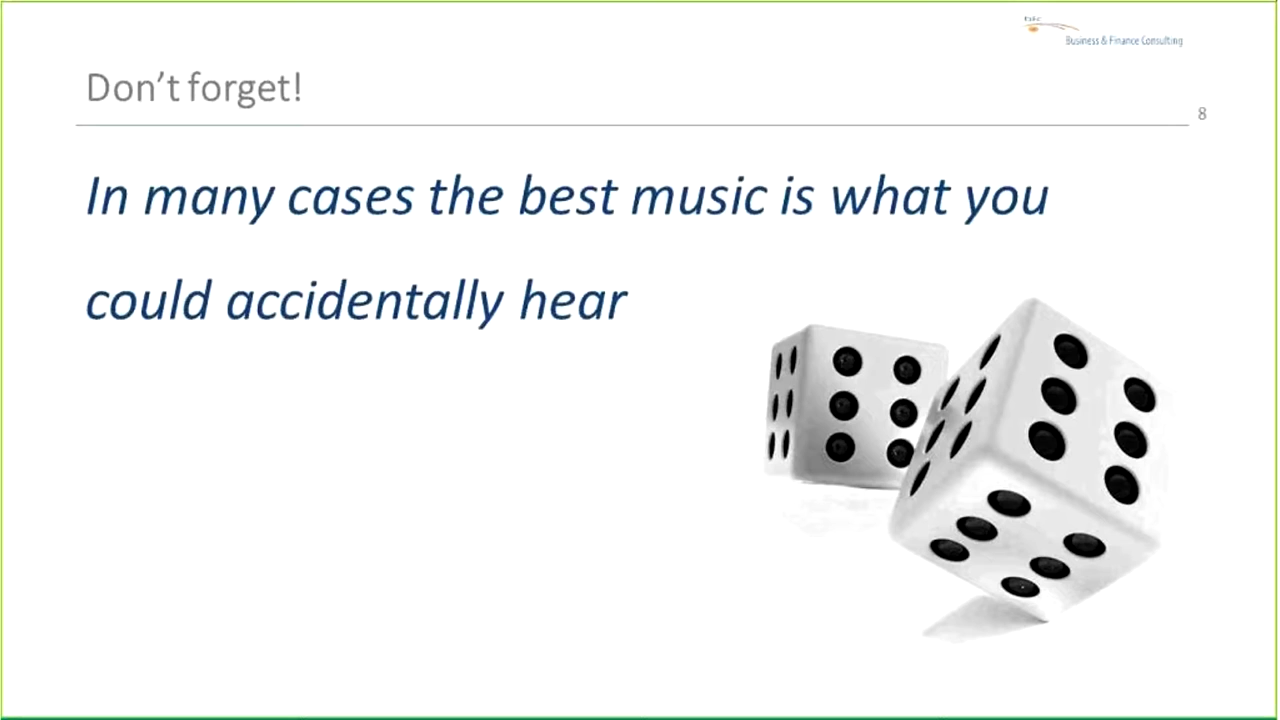 Business & Finance Consulting
Don't forget!
8
In many cases the best music is what you
could accidentally hear